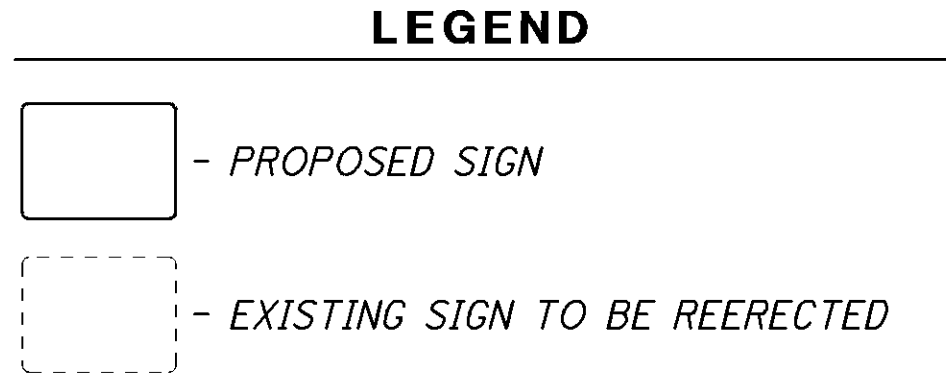 LEGEND
- PROPOSED SIGN
- EXISTING SIGN TO BE REERECTED